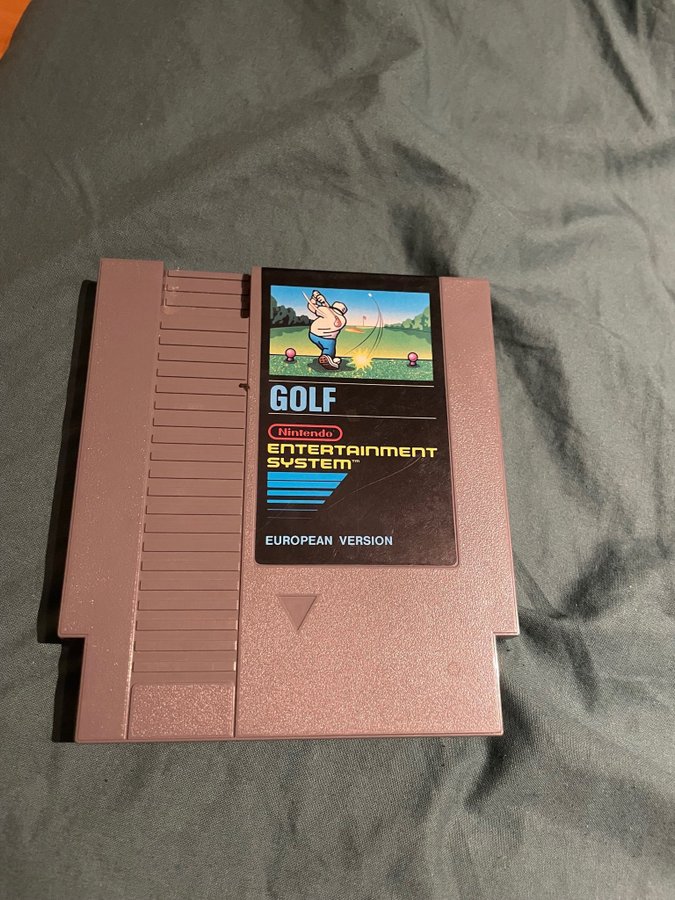 GOLF
Nintendo
ENTERTAINMENT
SYSTEM™
EUROPEAN VERSION